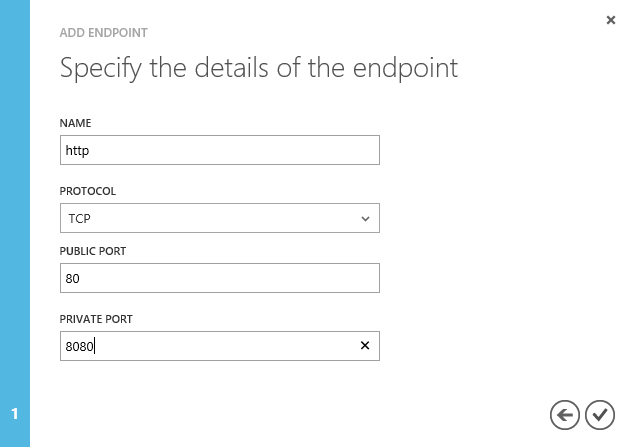 ADD ENDPOINT
Specify the details of the endpoint
NAME
http
PROTOCOL
TCP
PUBLIC PORT
80
PRIVATE PORT
8080
1